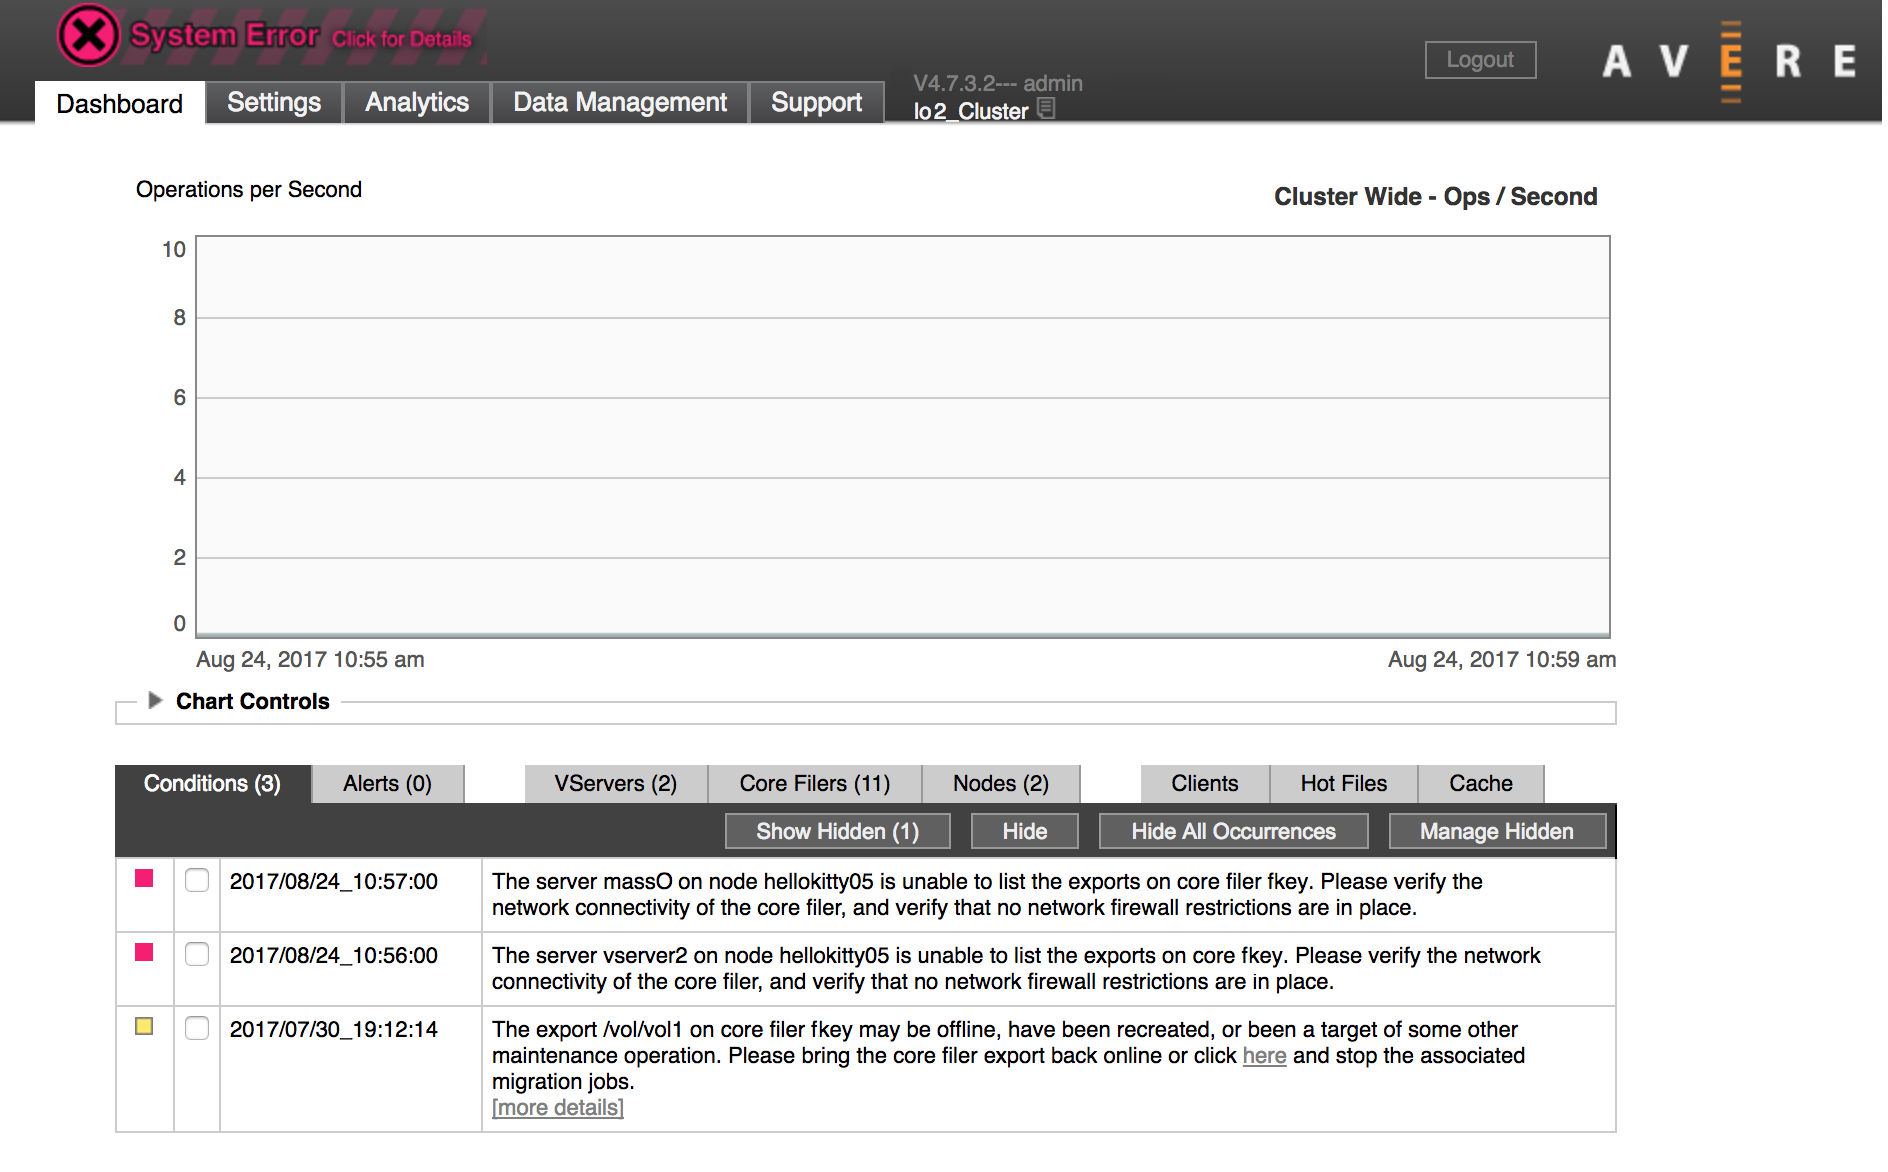 System Error Click for Details
Logout
AVERE
V4.7.3.2--- admin
Dashboard Settings Analytics Data Management Support
lo2_Cluster
Operations per Second
Cluster Wide - Ops / Second
10
8
6
4
2
0
Aug 24, 2017 10:55 am Aug 24, 2017 10:59 am
Chart Controls
Conditions (3) Alerts (0) VServers (2) Core Filers (11) Nodes (2) Clients Hot Files Cache
Show Hidden (1) Hide Hide All Occurrences Manage Hidden
2017/08/24_10:57:00 The server massO on node hellokitty05 is unable to list the exports on core filer fkey. Please verify the
network connectivity of the core filer, and verify that no network firewall restrictions are in place.
2017/08/24_10:56:00 The server vserver2 on node hellokitty05 is unable to list the exports on core fkey. Please verify the network
connectivity of the core filer, and verify that no network firewall restrictions are in place.
2017/07/30_19:12:14 The export /vol/vol1 on core filer fkey may be offline, have been recreated, or been a target of some other
maintenance operation. Please bring the core filer export back online or click here and stop the associated
migration jobs.
[more details]